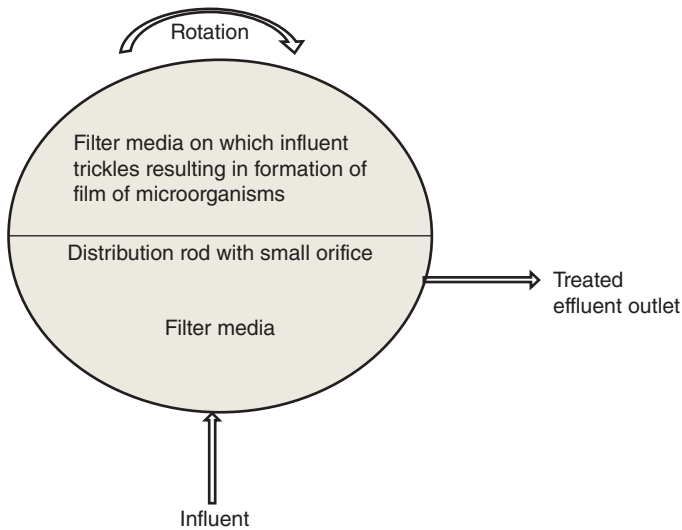 Rotation
Filter media on which influent
trickles resulting in formation of
film of microorganisms
Distribution rod with small orifice
Treated
effluent outlet
Filter media
Influent